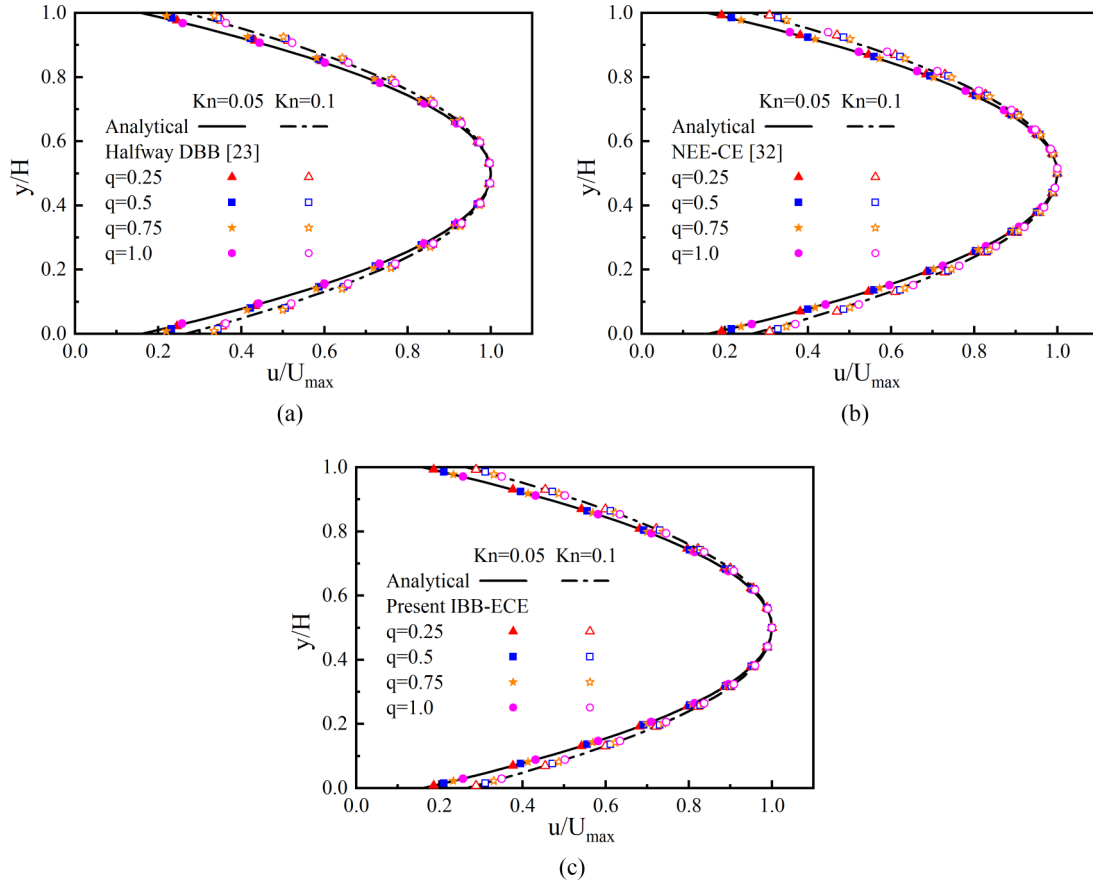 1.0
0.8
0.6
0.4
0.2
0.0
y/H
Kn=0.05 Kn=0.1
Analytical
Halfway DBB [23]
q=0.25
q=0.5
q=0.75
q=1.0
0.0 0.2 0.4 0.6 0.8 1.0
u/Umax
(a)
1.0
0.8
0.6
0.4
0.2
0.0
y/H
Kn=0.05 Kn=0.1
Analytical
NEE-CE [32]
q=0.25
q=0.5
q=0.75
q=1.0
0.0 0.2 0.4 0.6 0.8 1.0
u/Umax
(b)
1.0
0.8
0.6
0.4
0.2
0.0
y/H
Kn=0.05 Kn=0.1
Analytical
Present IBB-ECE
q=0.25
q=0.5
q=0.75
q=1.0
0.0 0.2 0.4 0.6 0.8 1.0
u/Umax
(c)